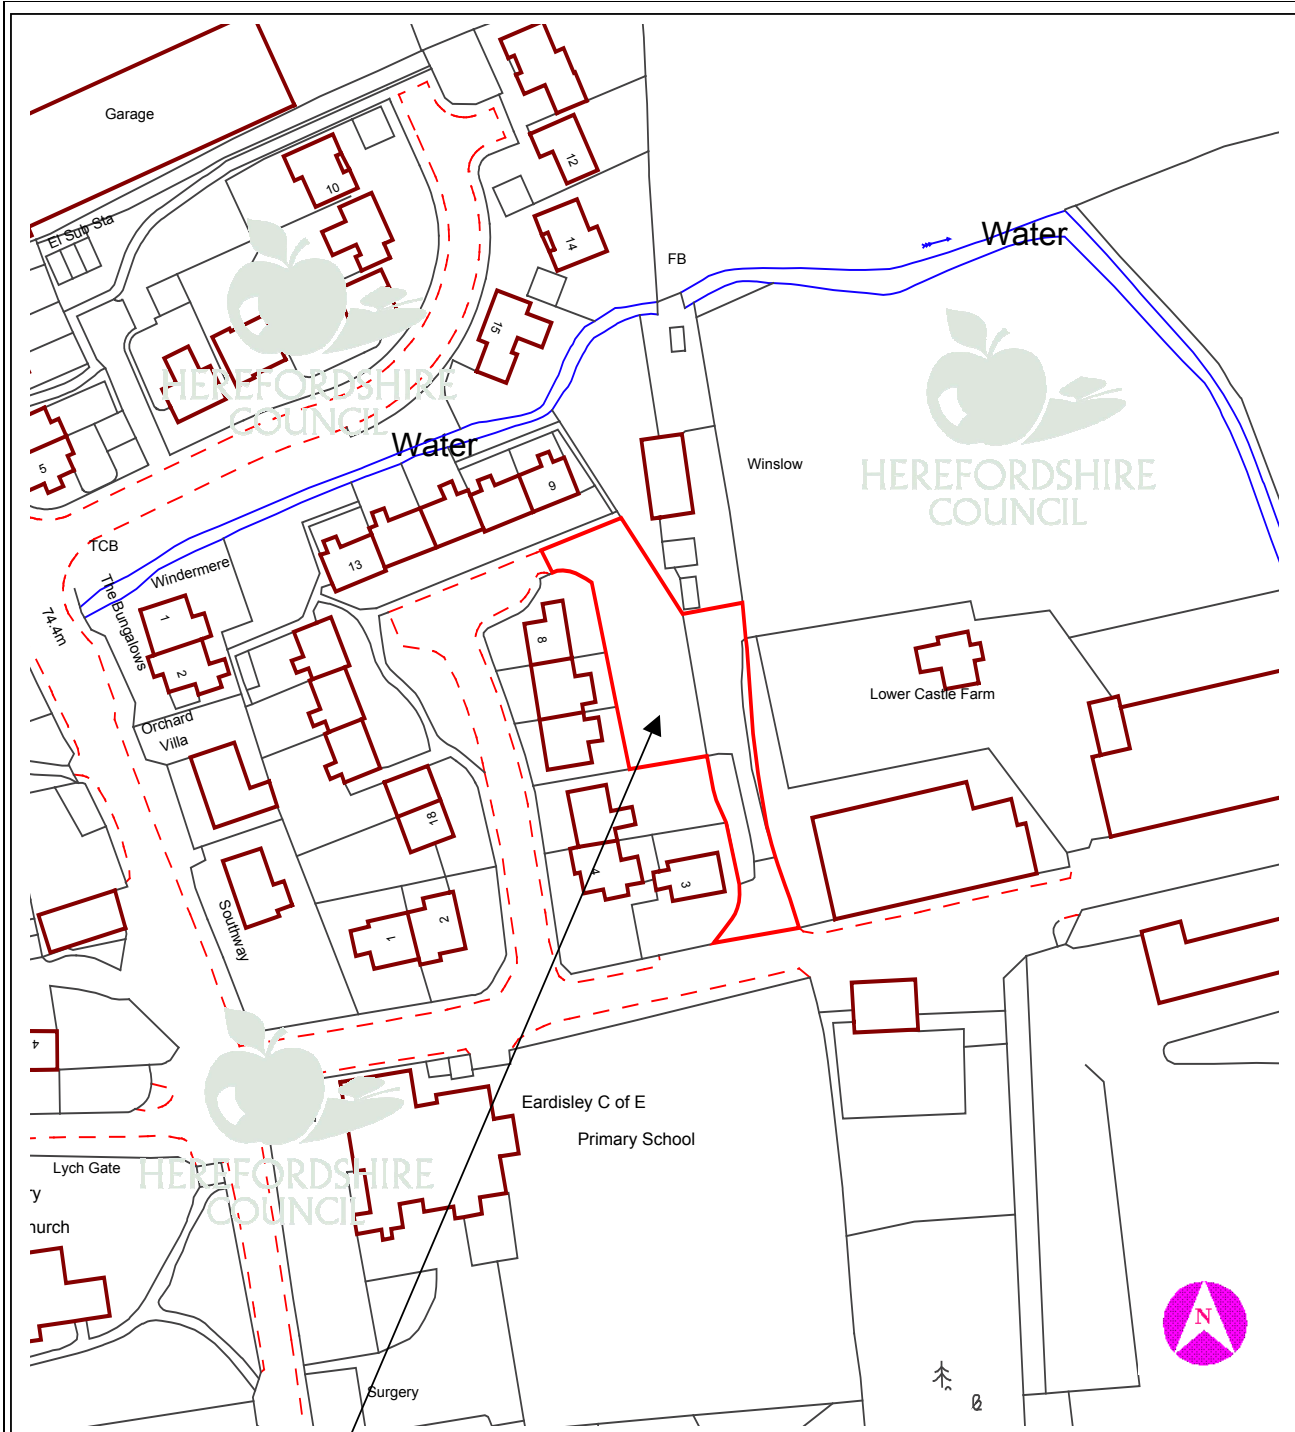 Garage
10
12
El Sub Sta
14
Water
FB
15
HEREFORDSHIRE
COUNCIL
Water
5
9
Winslow
HEREFORDSHIRE
COUNCIL
TCB
Windermere
13
The Bungalows
74.4m
1
8
2
Lower Castle Farm
Orchard
Villa
18
4
3
Southway
1
2
4
Eardisley C of E
Primary School
Lych Gate
HEREFORDSHIRE
COUNCIL
ry
hurch
N
Surgery